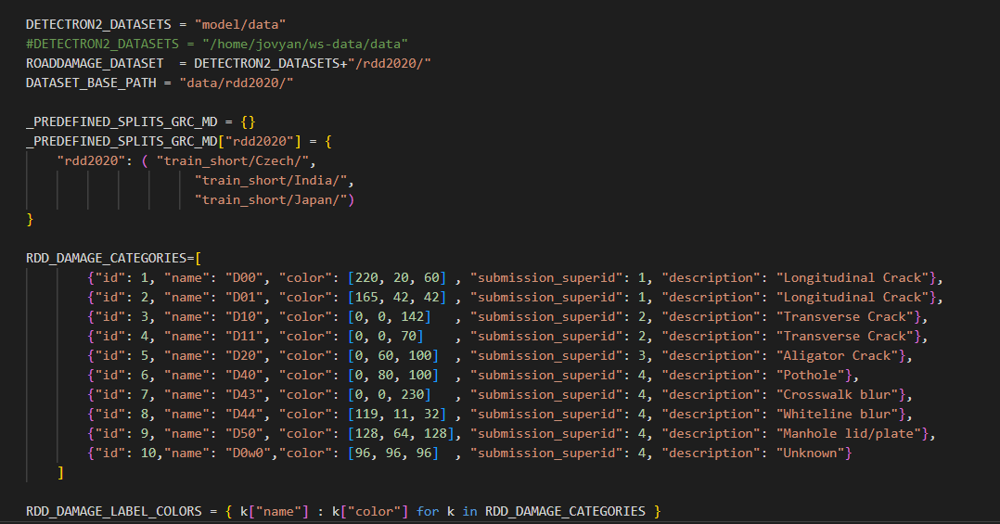 DETECTRON2_DATASETS = "model/data"
#DETECTRON2_DATASETS = "/home/jovyan/ws-data/data"
ROADDAMAGE_DATASET  = DETECTRON2_DATASETS+"/rdd2020/"
DATASET_BASE_PATH = "data/rdd2020/"

_PREDEFINED_SPLITS_GRC_MD = {}
_PREDEFINED_SPLITS_GRC_MD["rdd2020"] = {
    "rdd2020": ( "train_short/Czech/",
                      "train_short/India/",
                      "train_short/Japan/")
}

RDD_DAMAGE_CATEGORIES=[
        {"id": 1, "name": "D00", "color": [220, 20, 60] , "submission_superid": 1, "description": "Longitudinal Crack"},
        {"id": 2, "name": "D01", "color": [165, 42, 42] , "submission_superid": 1, "description": "Longitudinal Crack"},
        {"id": 3, "name": "D10", "color": [0, 0, 142]   , "submission_superid": 2, "description": "Transverse Crack"},
        {"id": 4, "name": "D11", "color": [0, 0, 70]    , "submission_superid": 2, "description": "Transverse Crack"},
        {"id": 5, "name": "D20", "color": [0, 60, 100]  , "submission_superid": 3, "description": "Aligator Crack"},
        {"id": 6, "name": "D40", "color": [0, 80, 100]  , "submission_superid": 4, "description": "Pothole"},
        {"id": 7, "name": "D43", "color": [0, 0, 230]   , "submission_superid": 4, "description": "Crosswalk blur"},
        {"id": 8, "name": "D44", "color": [119, 11, 32] , "submission_superid": 4, "description": "Whiteline blur"},
        {"id": 9, "name": "D50", "color": [128, 64, 128], "submission_superid": 4, "description": "Manhole lid/plate"},
        {"id": 10,"name": "D0w0","color": [96, 96, 96]  , "submission_superid": 4, "description": "Unknown"}
    ]

RDD_DAMAGE_LABEL_COLORS = { k["name"] : k["color"] for k in RDD_DAMAGE_CATEGORIES }